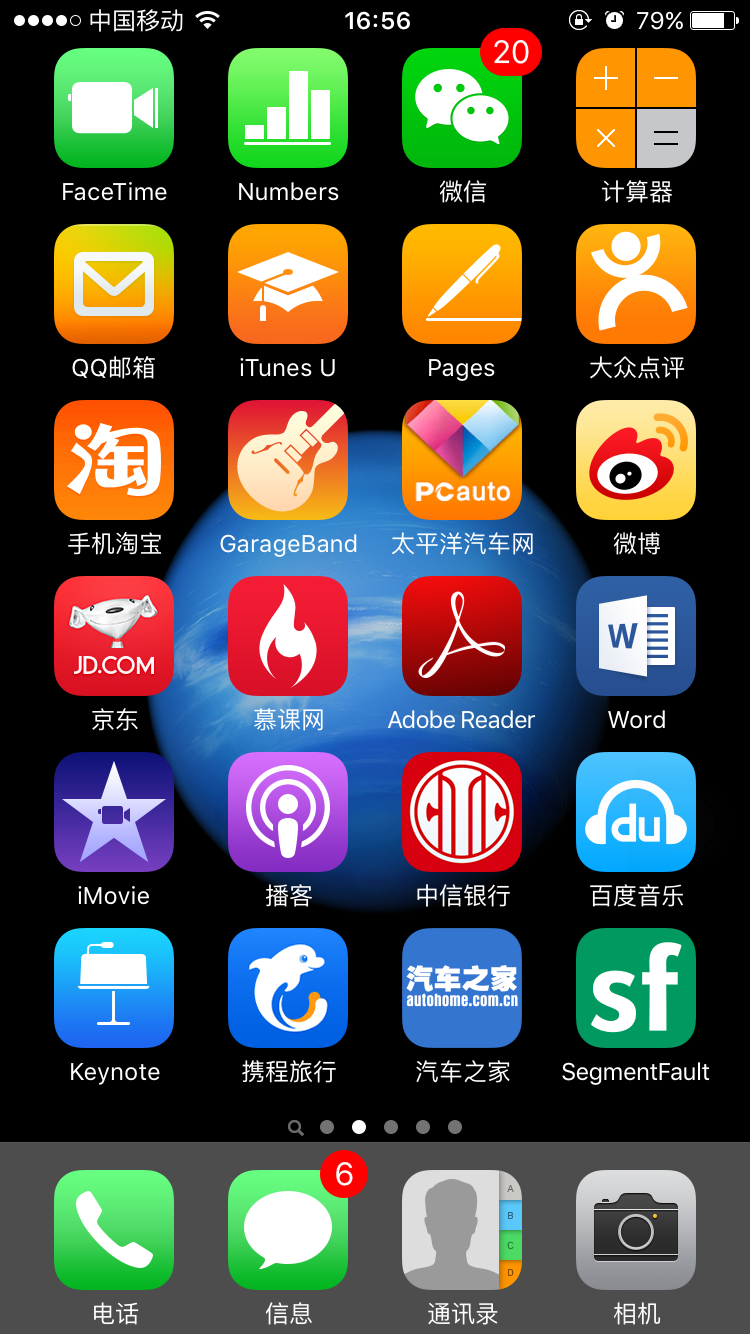 中国移动 16:56 79%
20
FaceTime Numbers 微信 计算器
QQ邮箱 iTunes U Pages 大众点评
淘
PCauto
手机淘宝 GarageBand 太平洋汽车网 微博
JD.COM
W
京东 慕课网 Adobe Reader Word
du
iMovie 播客 中信银行 百度音乐
汽车之家
autohome.com.cn
sf
Keynote 携程旅行 汽车之家 SegmentFault
6
A
B
C
D
电话 信息 通讯录 相机